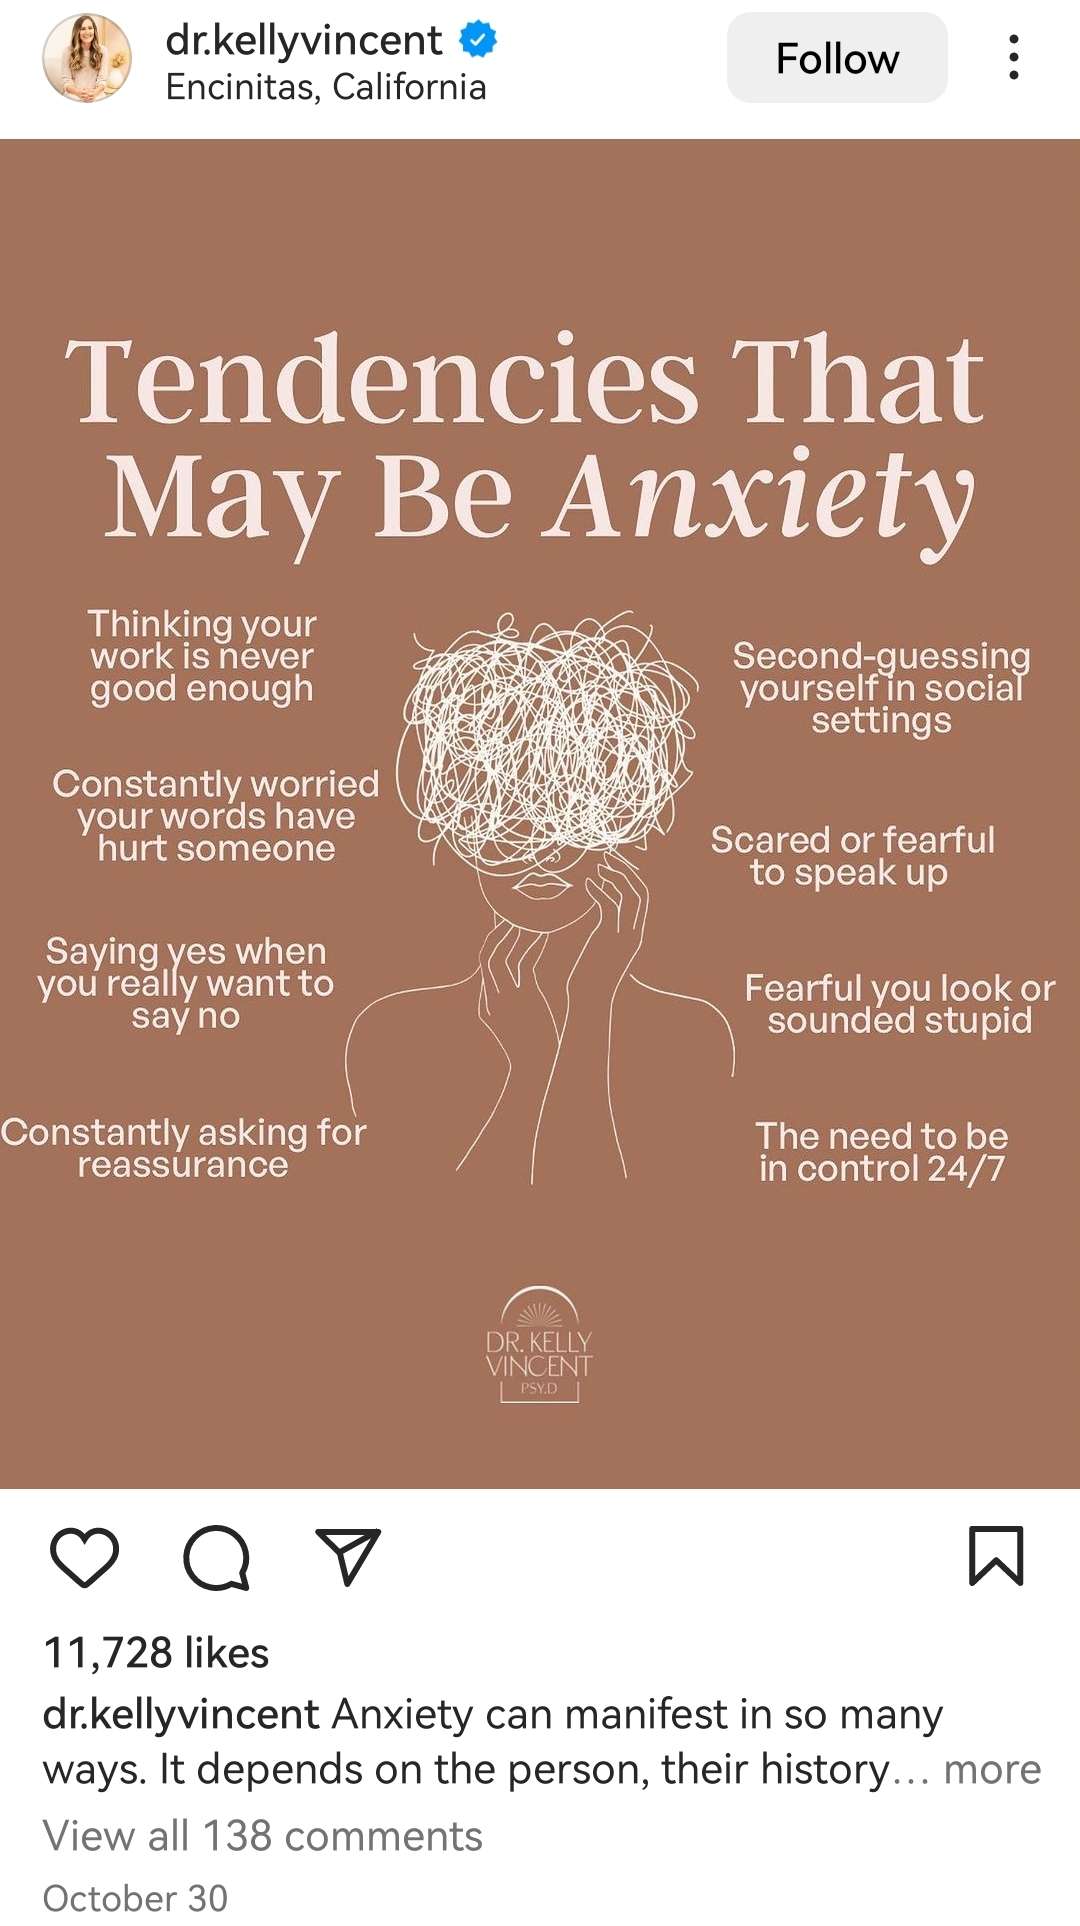 dr.kellyvincent
Encinitas, California
Follow
Tendencies That
May Be Anxiety
Thinking your
work is never
good enough
Constantly worried
your words have
hurt someone
Saying yes when
you really want to
say no
Constantly asking for
reassurance
Second-guessing
yourself in social
settings
Scared or fearful
to speak up
Fearful you look or
sounded stupid
The need to be
in control 24/7
DR. KELLY
VINCENT
PSY.D
11,728 likes
dr.kellyvincent Anxiety can manifest in so many
ways. It depends on the person, their history… more
View all 138 comments
October 30